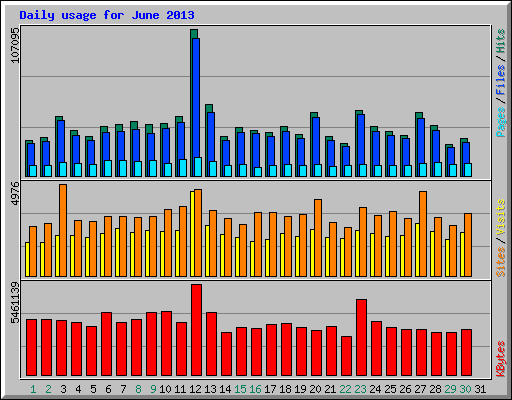 Daily usage for June 2013
107095
Pages / Files / Hits
4976
Sites / Visits
5461139
KBytes
1 2 3 4 5 6 7 8 9 10 11 12 13 14 15 16 17 18 19 20 21 22 23 24 25 26 27 28 29 30 31